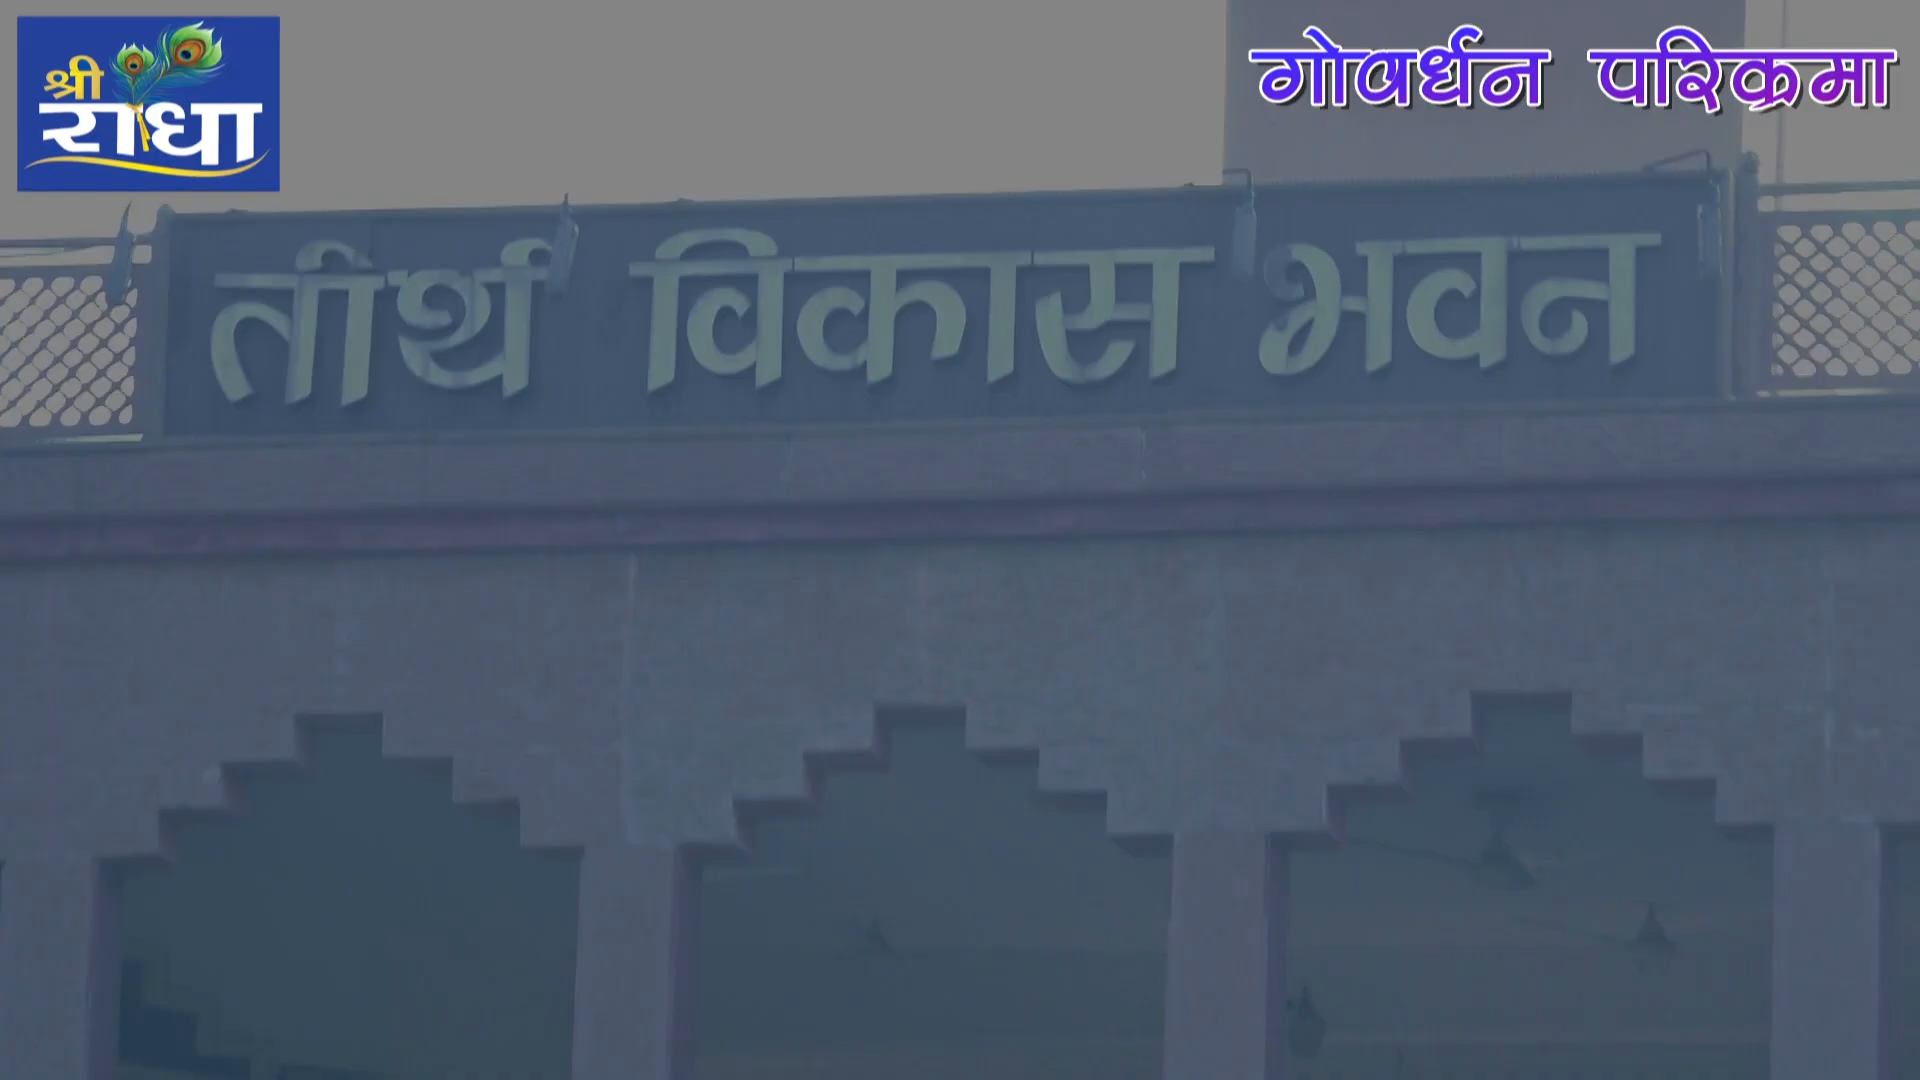 श्री
राधा
गोवर्धन परिक्रमा
तीर्थ विकास भवन